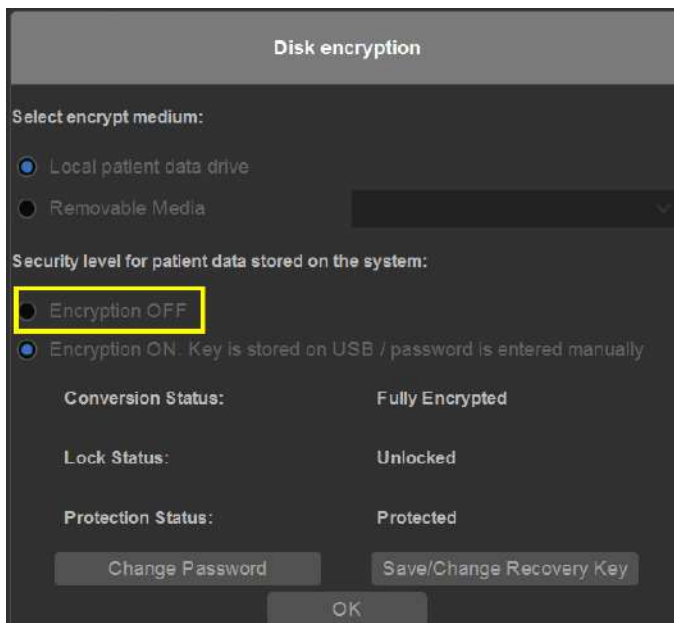 Disk encryption
Select encrypt medium:
Local patient data drive
Removable Media
Security level for patient data stored on the system:
Encryption OFF
Encryption ON. Key is stored on USB / password is entered manually
Conversion Status: Fully Encrypted
Lock Status: Unlocked
Protection Status: Protected
Change Password Save/Change Recovery Key
OK